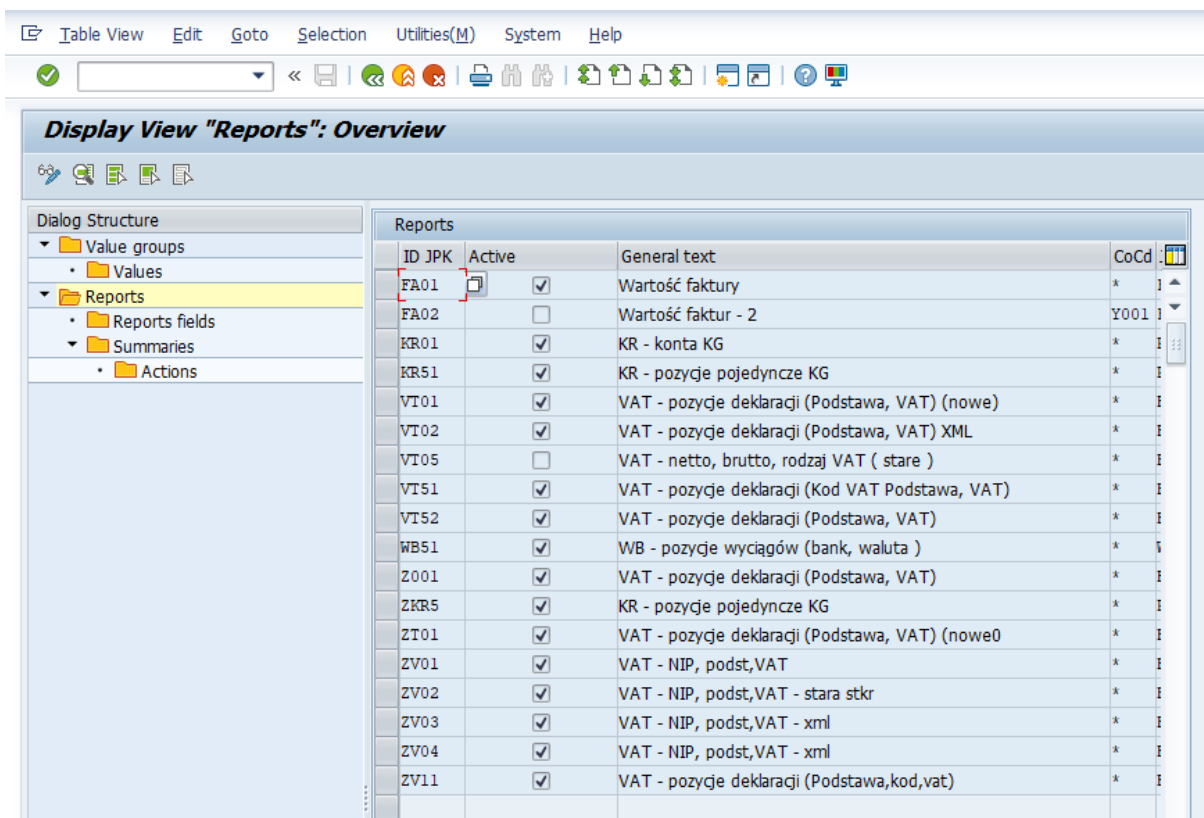 Table View Edit Goto Selection Utilities(M) System Help
Display View "Reports": Overview
Dialog Structure
Value groups
Values
Reports
Reports fields
Summaries
Actions
Reports
ID JPK Active General text CoCd
FA01 Wartość faktury *
FA02 Wartość faktur - 2 Y001
KR01 KR - konta KG *
KR51 KR - pozycje pojedyncze KG *
VT01 VAT - pozycje deklaracji (Podstawa, VAT) (nowe) *
VT02 VAT - pozycje deklaracji (Podstawa, VAT) XML *
VT05 VAT - netto, brutto, rodzaj VAT ( stare ) *
VT51 VAT - pozycje deklaracji (Kod VAT Podstawa, VAT) *
VT52 VAT - pozycje deklaracji (Podstawa, VAT) *
WB51 WB - pozycje wyciągów (bank, waluta ) *
Z001 VAT - pozycje deklaracji (Podstawa, VAT) *
ZKR5 KR - pozycje pojedyncze KG *
ZT01 VAT - pozycje deklaracji (Podstawa, VAT) (nowe0 *
ZV01 VAT - NIP, podst,VAT *
ZV02 VAT - NIP, podst,VAT - stara stkr *
ZV03 VAT - NIP, podst,VAT - xml *
ZV04 VAT - NIP, podst,VAT - xml *
ZV11 VAT - pozycje deklaracji (Podstawa,kod,vat) *